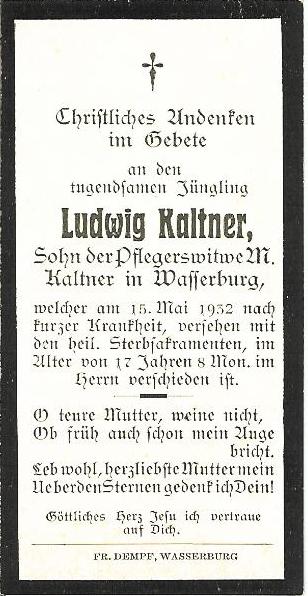 Christliches Andenken
im Gebete
an den
tugendsamen Jüngling
Ludwig Kaltner,
Sohn der Pflegerswitwe M.
Kaltner in Wasserburg,
welcher am 15. Mai 1932 nach
kurzer Krankheit, versehen mit
den heil. Sterbsakramenten, im
Alter von 17 Jahren 8 Mon. im
Herrn verschieden ist.
O teure Mutter, weine nicht,
Ob früh auch schon mein Auge
bricht.
Leb wohl, herzliebste Mutter mein
Ueber den Sternen gedenk ich Dein!
Göttliches Herz Jesu ich vertraue
auf Dich.
FR. DEMPF, WASSERBURG